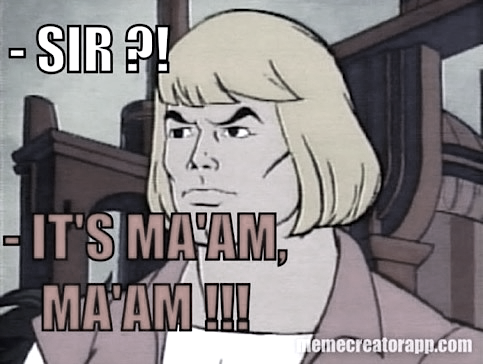 - SIR ?!
- IT'S MA'AM,
MA'AM !!!
memecreatorapp.com